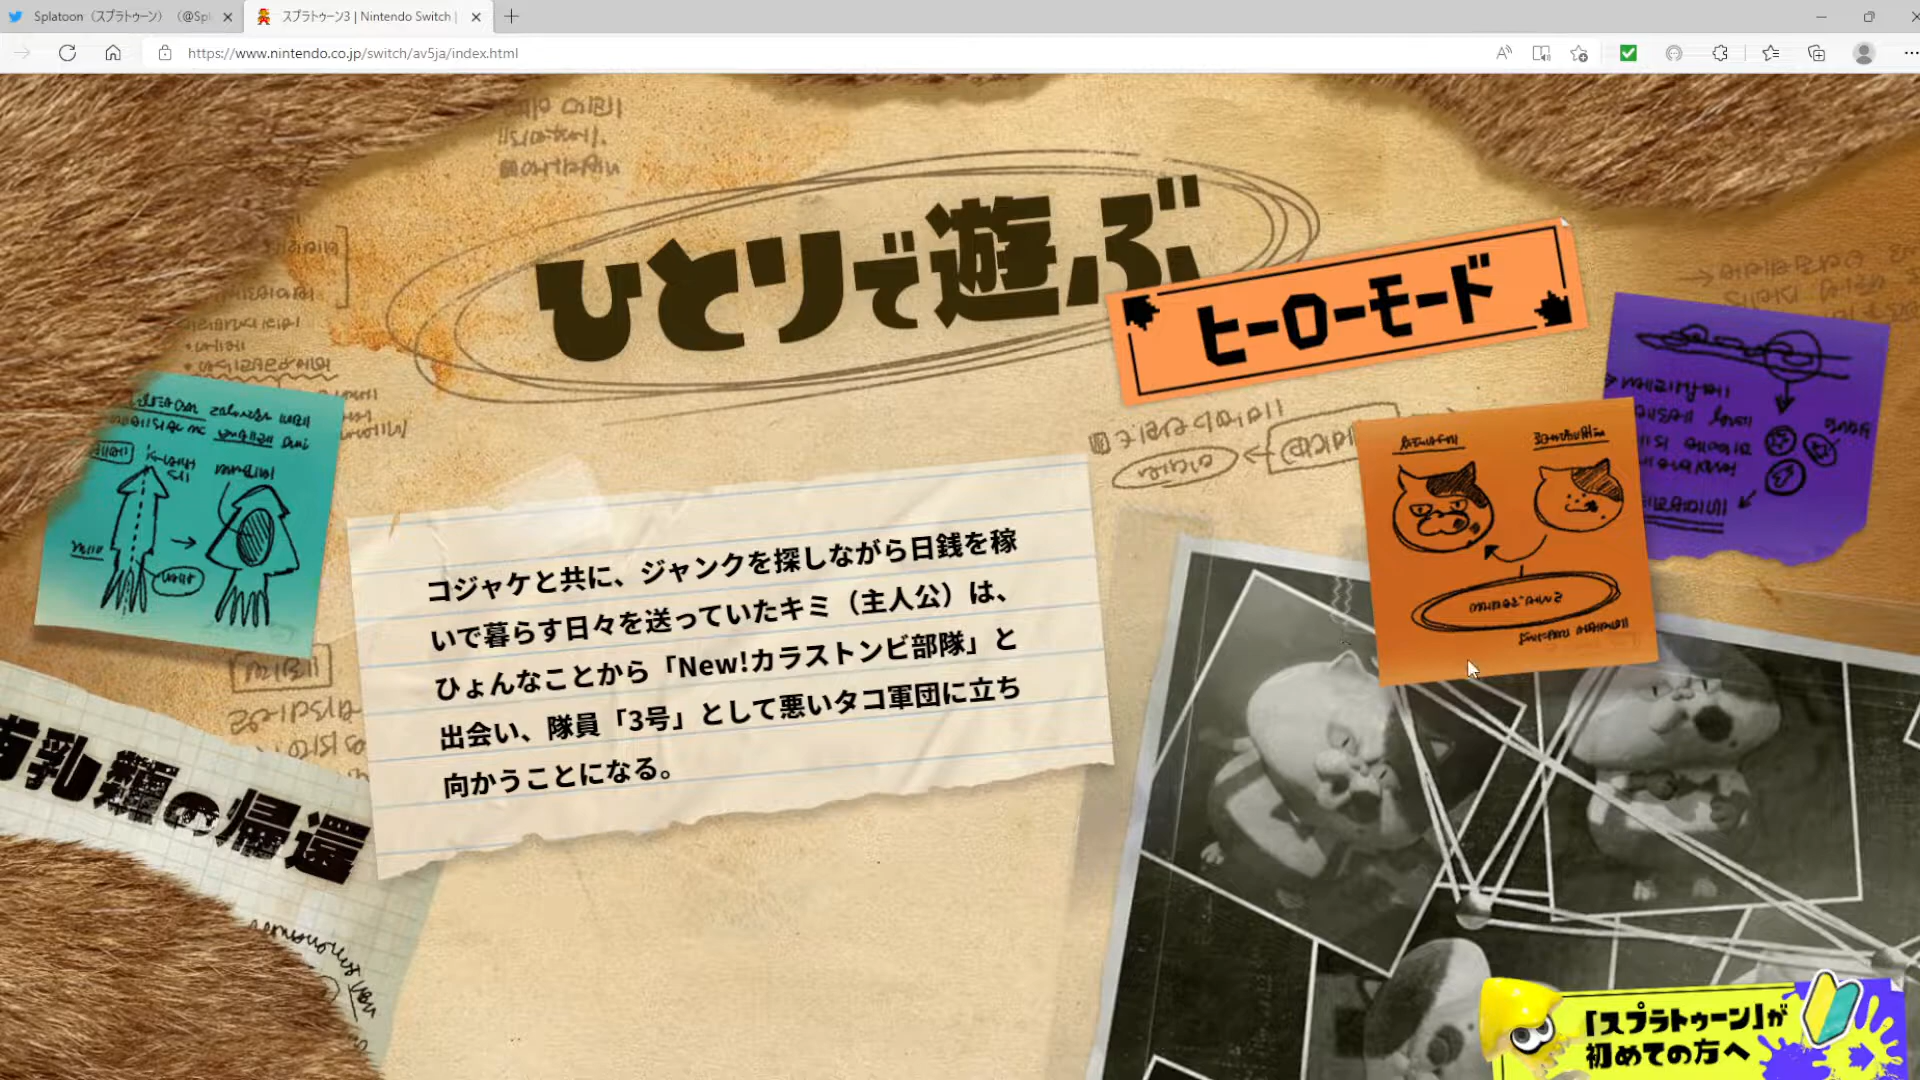 Splatoon（スプラトゥーン）（@Spl
スプラトゥーン3 | Nintendo Switch |
https://www.nintendo.co.jp/switch/av5ja/index.html
ひとりで遊ぶ
ヒーローモード
コジャケと共に、ジャンクを探しながら日銭を稼
いで暮らす日々を送っていたキミ（主人公）は、
ひょんなことから「New!カラストンビ部隊」と
出会い、隊員「3号」として悪いタコ軍団に立ち
向かうことになる。
哺乳類の帰還
「スプラトゥーン」が
初めての方へ